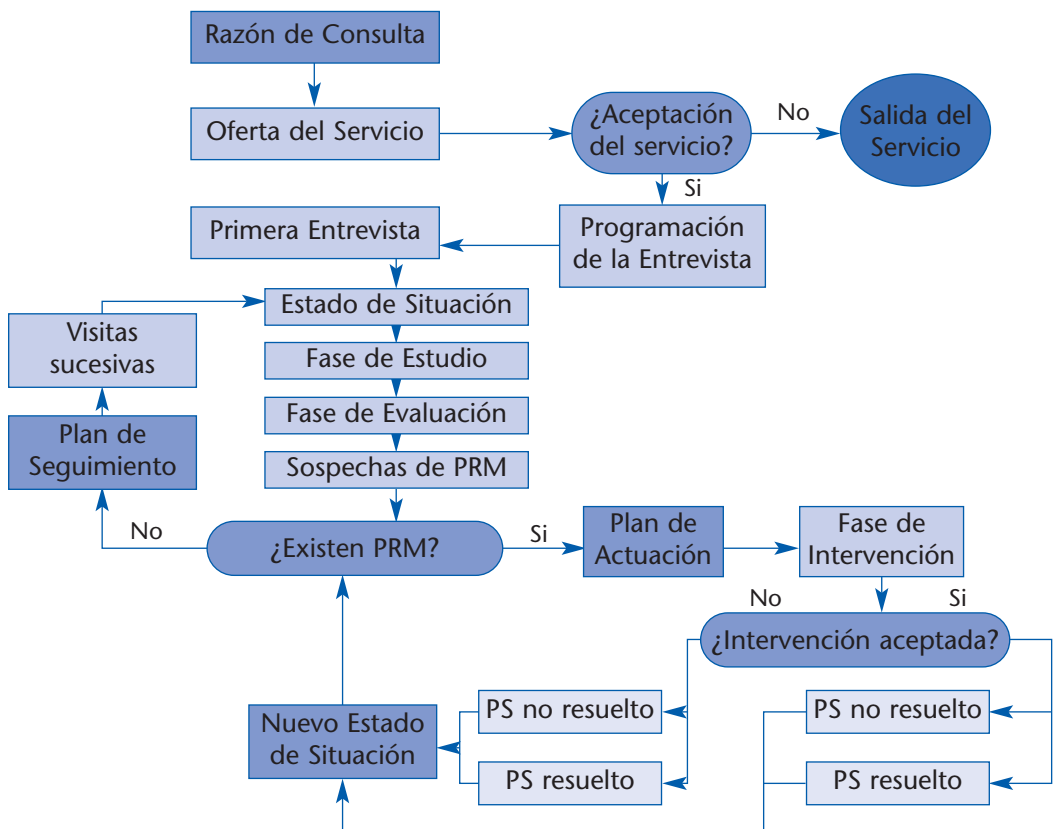 Razón de Consulta
Oferta del Servicio
¿Aceptación
del servicio?
No
Salida del
Servicio
Si
Programación
de la Entrevista
Primera Entrevista
Estado de Situación
Fase de Estudio
Fase de Evaluación
Sospechas de PRM
Visitas
sucesivas
Plan de
Seguimiento
No
¿Existen PRM?
Si
Plan de
Actuación
Fase de
Intervención
No
Si
¿Intervención aceptada?
PS no resuelto
PS resuelto
PS no resuelto
PS resuelto
Nuevo Estado
de Situación